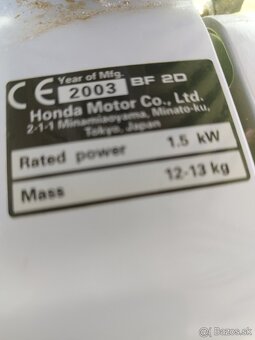 CE Year of Mfg. BF 2D
2003
Honda Motor Co., Ltd.
2-1-1 Minamiaoyama, Minato-ku,
Tokyo, Japan
Rated power 1.5 kW
Mass 12-13 kg
© Bazos.sk